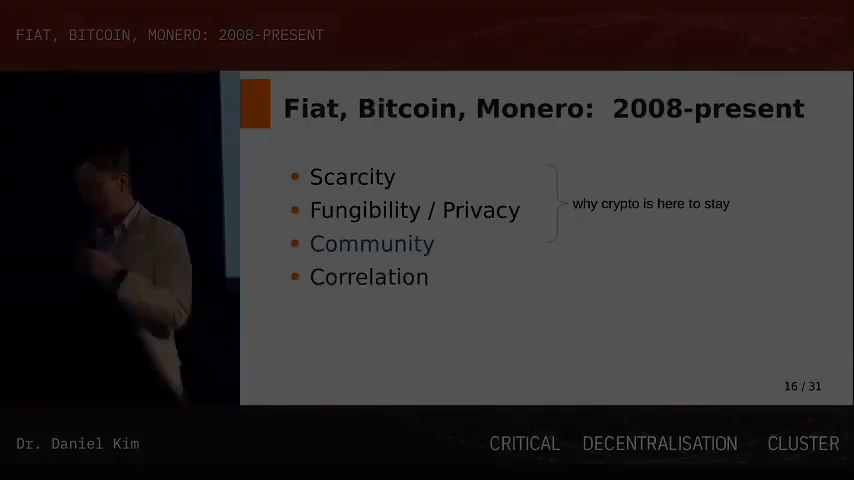 FIAT, BITCOIN, MONERO: 2008-PRESENT
Fiat, Bitcoin, Monero: 2008-present
• Scarcity
• Fungibility / Privacy
• Community
• Correlation
why crypto is here to stay
16 / 31
Dr. Daniel Kim
CRITICAL DECENTRALISATION CLUSTER